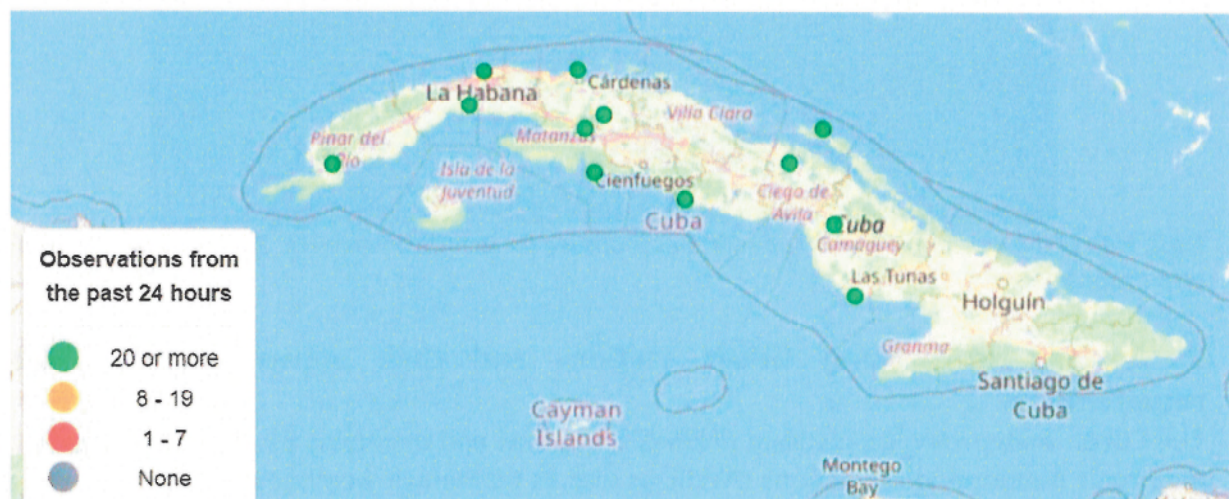 La Habana
Cárdenas
Villa Clara
Pinar del
Río
Matanzas
Isla de la
Juventud
Cienfuegos
Cuba
Ciego de
Ávila
Cuba
Camagüey
Las Tunas
Holguín
Granma
Santiago de
Cuba
Cayman
Islands
Montego
Bay
Observations from
the past 24 hours
20 or more
8 - 19
1 - 7
None